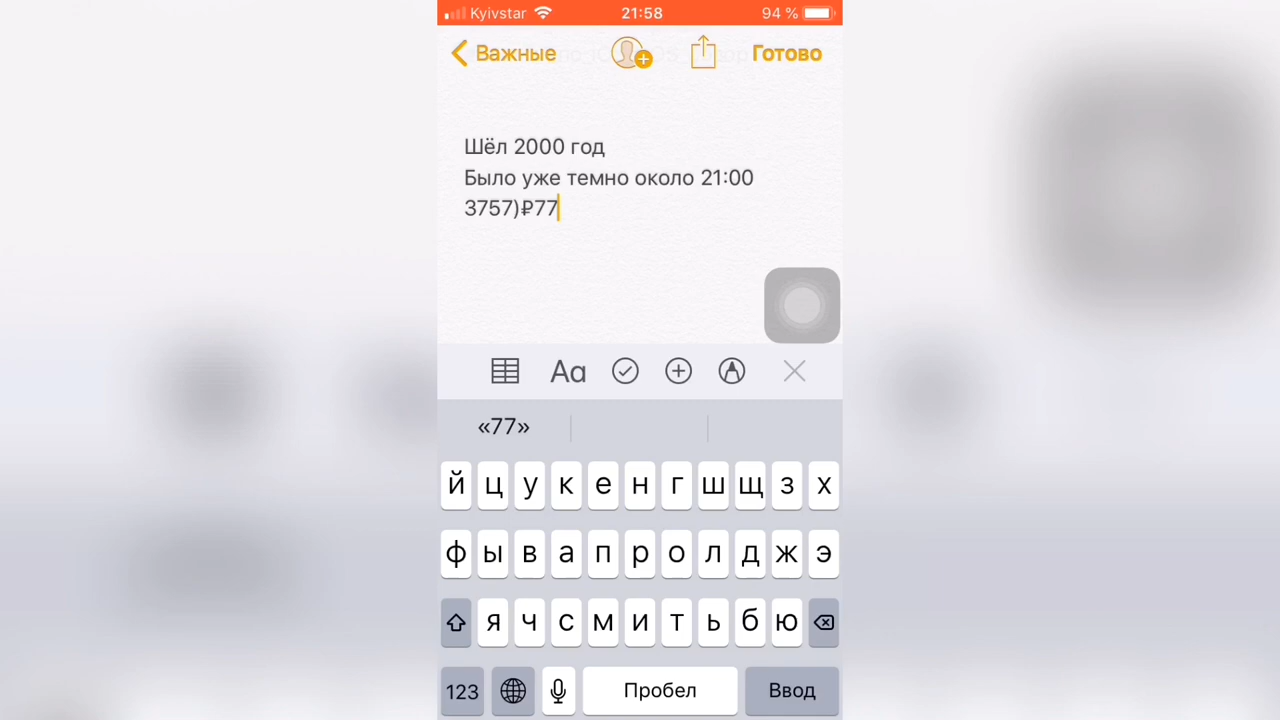 Kyivstar 21:58 94 %
Важные Готово
Шёл 2000 год
Было уже темно около 21:00
3757)₽77
Aa
«77»
й ц у к е н г ш щ з х
ф ы в а п р о л д ж э
я ч с м и т ь б ю
123 Пробел Ввод